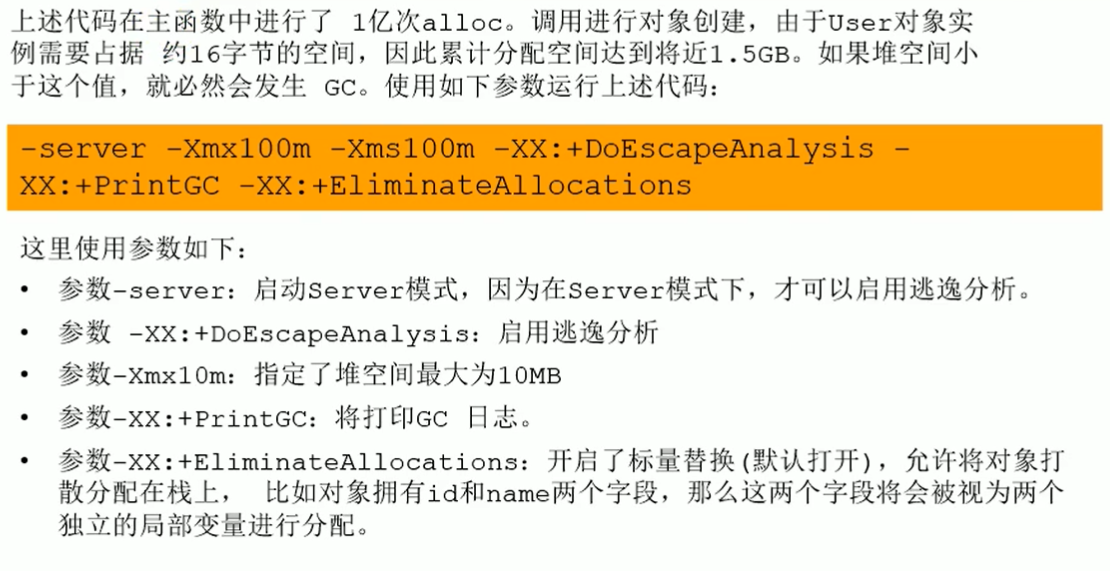 上述代码在主函数中进行了 1亿次alloc。调用进行对象创建，由于User对象实
例需要占据 约16字节的空间，因此累计分配空间达到将近1.5GB。如果堆空间小
于这个值，就必然会发生 GC。使用如下参数运行上述代码：
-server -Xmx100m -Xms100m -XX:+DoEscapeAnalysis -
XX:+PrintGC -XX:+EliminateAllocations
这里使用参数如下：
• 参数-server：启动Server模式，因为在Server模式下，才可以启用逃逸分析。
• 参数 -XX:+DoEscapeAnalysis：启用逃逸分析
• 参数-Xmx10m：指定了堆空间最大为10MB
• 参数-XX:+PrintGC：将打印GC 日志。
• 参数-XX:+EliminateAllocations：开启了标量替换(默认打开)，允许将对象打
散分配在栈上， 比如对象拥有id和name两个字段，那么这两个字段将会被视为两个
独立的局部变量进行分配。